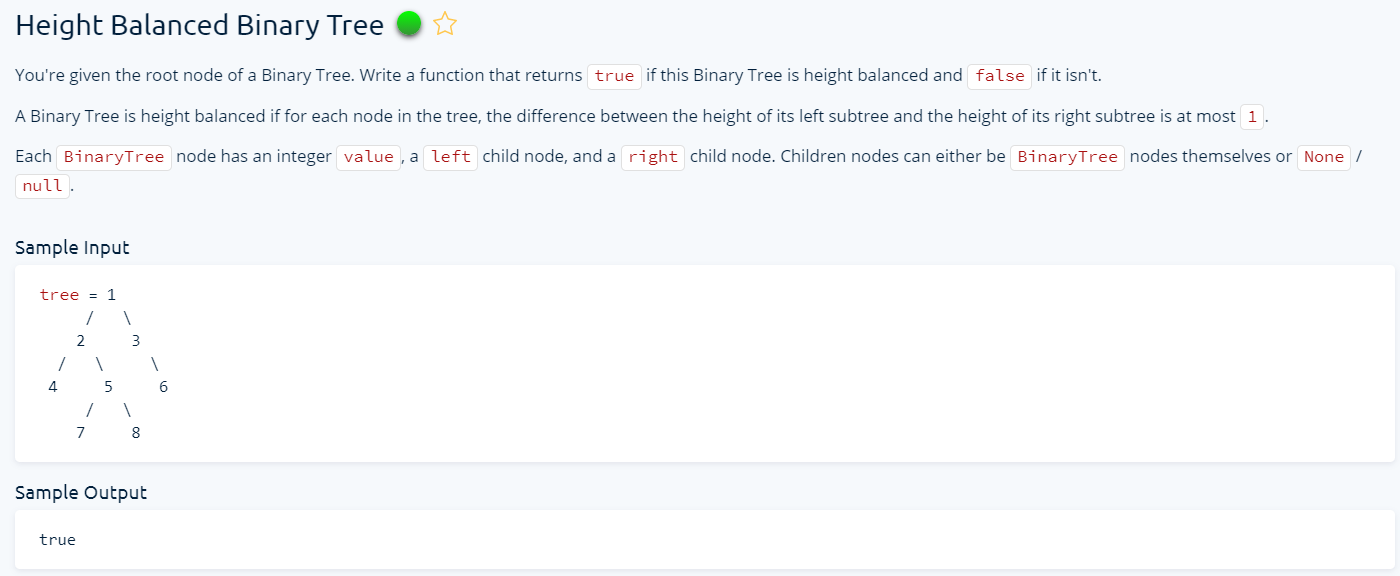 Height Balanced Binary Tree
You're given the root node of a Binary Tree. Write a function that returns true if this Binary Tree is height balanced and false if it isn't.
A Binary Tree is height balanced if for each node in the tree, the difference between the height of its left subtree and the height of its right subtree is at most 1.
Each BinaryTree node has an integer value, a left child node, and a right child node. Children nodes can either be BinaryTree nodes themselves or None /
null.
Sample Input
tree = 1
     /   \
    2     3
  /   \     \
 4     5     6
     /   \
    7     8
Sample Output
true